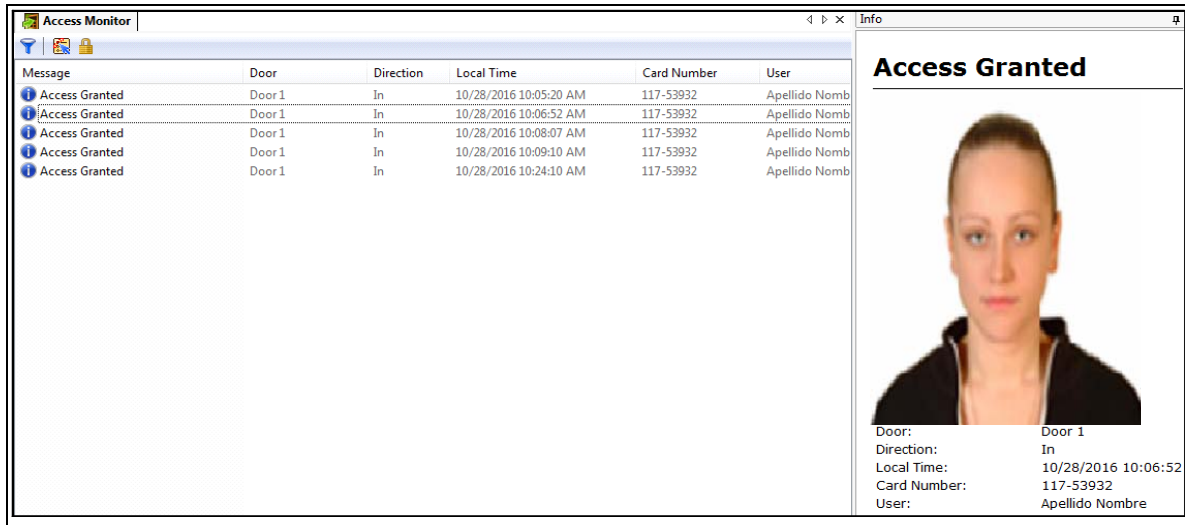 Access Monitor
Message Door Direction Local Time Card Number User
Access Granted Door 1 In 10/28/2016 10:05:20 AM 117-53932 Apellido Nomb
Access Granted Door 1 In 10/28/2016 10:06:52 AM 117-53932 Apellido Nomb
Access Granted Door 1 In 10/28/2016 10:08:07 AM 117-53932 Apellido Nomb
Access Granted Door 1 In 10/28/2016 10:09:10 AM 117-53932 Apellido Nomb
Access Granted Door 1 In 10/28/2016 10:24:10 AM 117-53932 Apellido Nomb
Info
Access Granted
Door: Door 1
Direction: In
Local Time: 10/28/2016 10:06:52
Card Number: 117-53932
User: Apellido Nombre